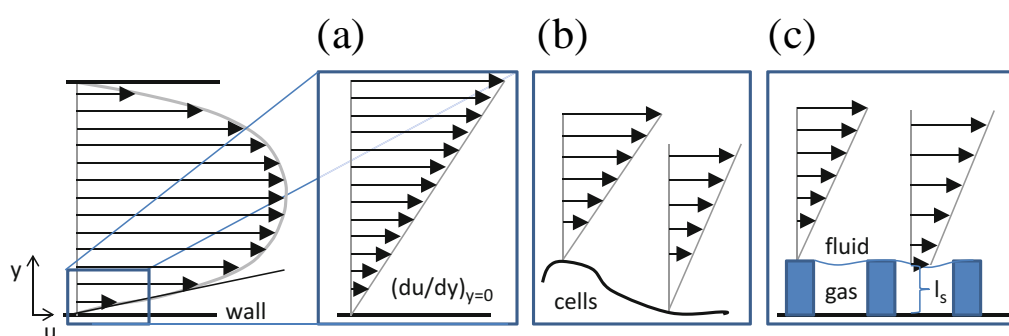 (a) (b) (c)
y
u
wall
(du/dy)y=0
cells
fluid
gas
ls